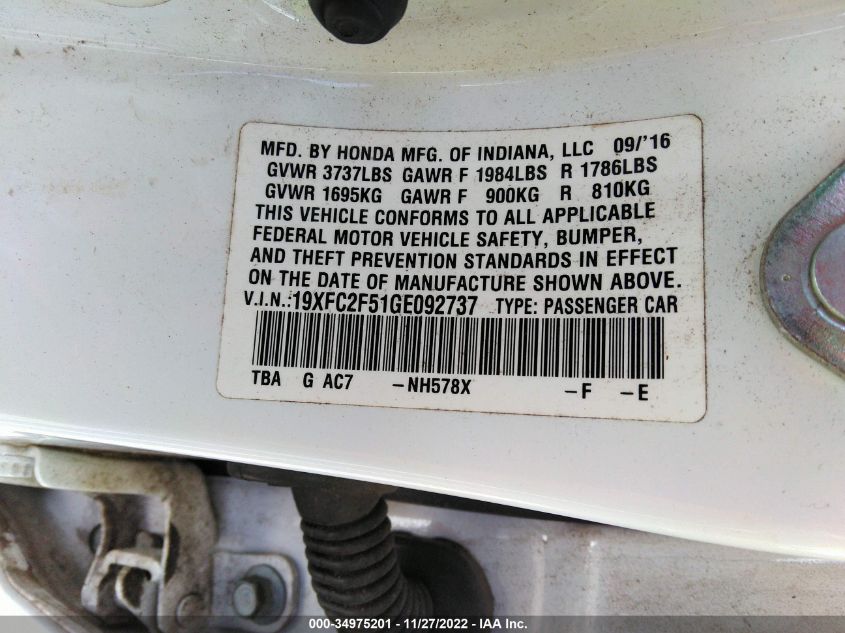 MFD. BY HONDA MFG. OF INDIANA, LLC 09/'16
GVWR 3737LBS GAWR F 1984LBS R 1786LBS
GVWR 1695KG GAWR F 900KG R 810KG
THIS VEHICLE CONFORMS TO ALL APPLICABLE
FEDERAL MOTOR VEHICLE SAFETY, BUMPER,
AND THEFT PREVENTION STANDARDS IN EFFECT
ON THE DATE OF MANUFACTURE SHOWN ABOVE.
V.I.N.:19XFC2F51GE092737 TYPE: PASSENGER CAR
TBA G AC7 -NH578X -F -E
000-34975201 - 11/27/2022 - IAA Inc.